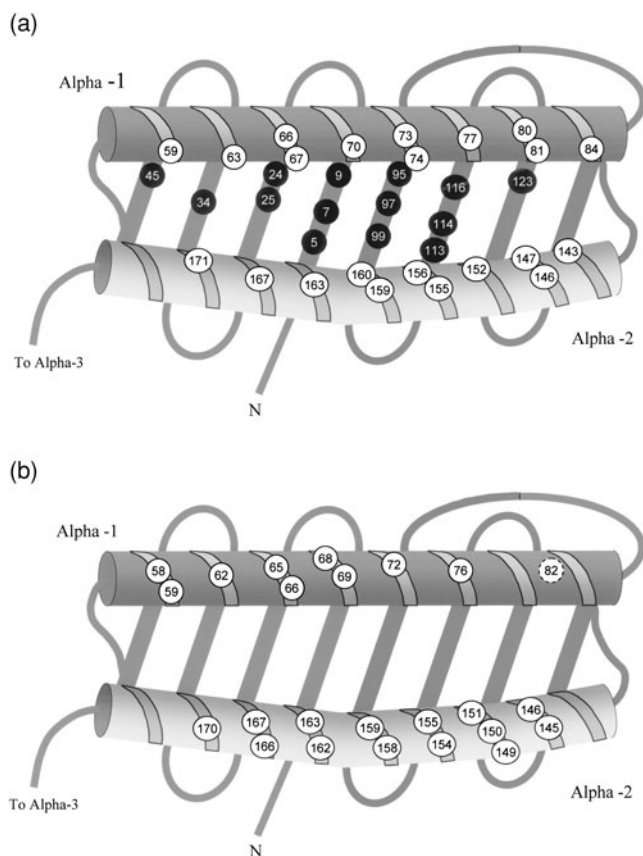 (a)
Alpha-1
59 63 66 67 70 73 74 77 80 81 84
45 34 24 25 9 7 5 95 97 99 116 114 113 123
171 167 163 160 159 156 155 152 147 146 143
To Alpha-3
Alpha -2
N
(b)
Alpha-1
58 59 62 65 66 68 69 72 76 82
170 167 166 163 162 159 158 155 154 151 150 149 146 145
To Alpha-3
Alpha -2
N